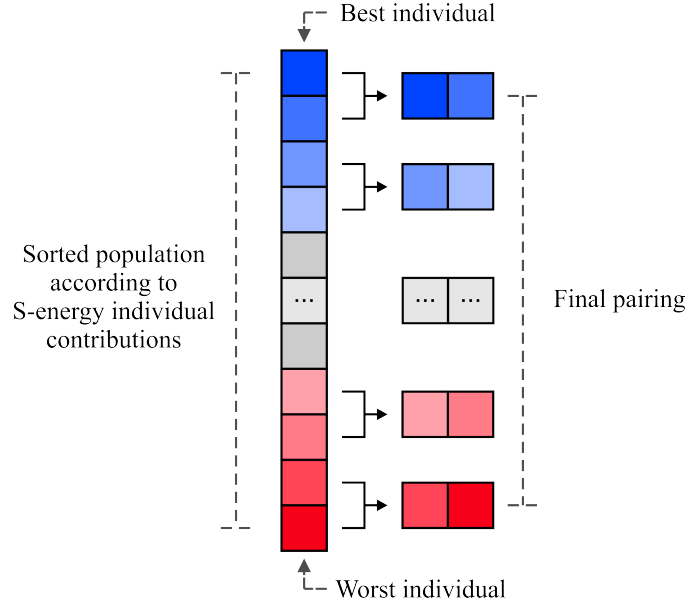 Best individual
Sorted population
according to
S-energy individual
contributions
...
... ...
Final pairing
Worst individual